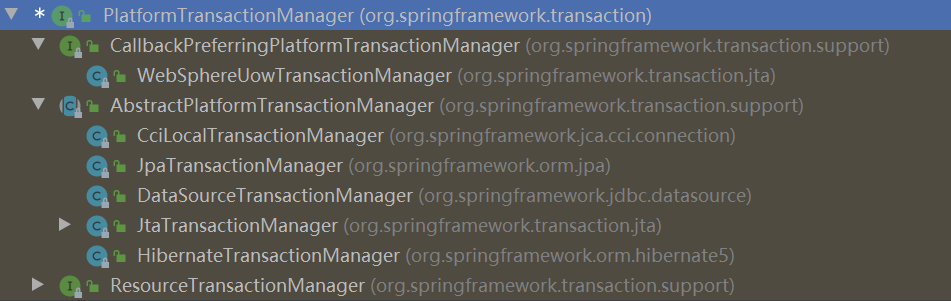 * PlatformTransactionManager (org.springframework.transaction)
CallbackPreferringPlatformTransactionManager (org.springframework.transaction.support)
WebSphereUowTransactionManager (org.springframework.transaction.jta)
AbstractPlatformTransactionManager (org.springframework.transaction.support)
CciLocalTransactionManager (org.springframework.jca.cci.connection)
JpaTransactionManager (org.springframework.orm.jpa)
DataSourceTransactionManager (org.springframework.jdbc.datasource)
JtaTransactionManager (org.springframework.transaction.jta)
HibernateTransactionManager (org.springframework.orm.hibernate5)
ResourceTransactionManager (org.springframework.transaction.support)